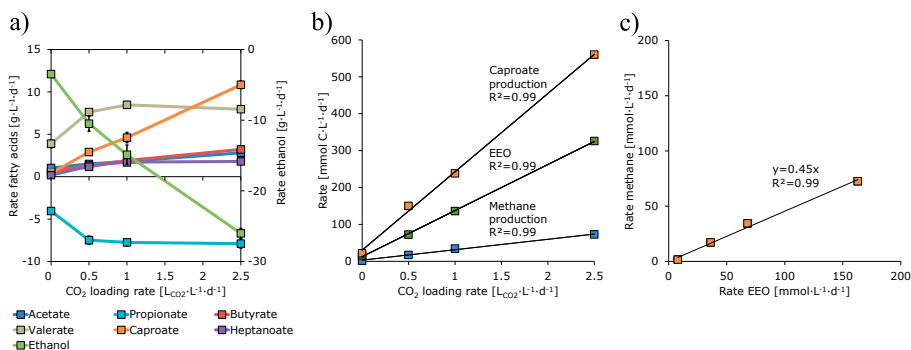 a)
15
10
5
0
-5
-10
0
-10
-20
-30
Rate fatty acids [g·L⁻¹·d⁻¹]
Rate ethanol [g·L⁻¹·d⁻¹]
0 0.5 1 1.5 2 2.5
CO₂ loading rate [L_CO2·L⁻¹·d⁻¹]
Acetate Propionate Butyrate
Valerate Caproate Heptanoate
Ethanol
b)
600
500
400
300
200
100
0
Rate [mmol C·L⁻¹·d⁻¹]
Caproate
production
R²=0.99
EEO
R²=0.99
Methane
production
R²=0.99
0 0.5 1 1.5 2 2.5
CO₂ loading rate [L_CO2·L⁻¹·d⁻¹]
c)
200
150
100
50
0
Rate methane [mmol·L⁻¹·d⁻¹]
y=0.45x
R²=0.99
0 50 100 150 200
Rate EEO [mmol·L⁻¹·d⁻¹]